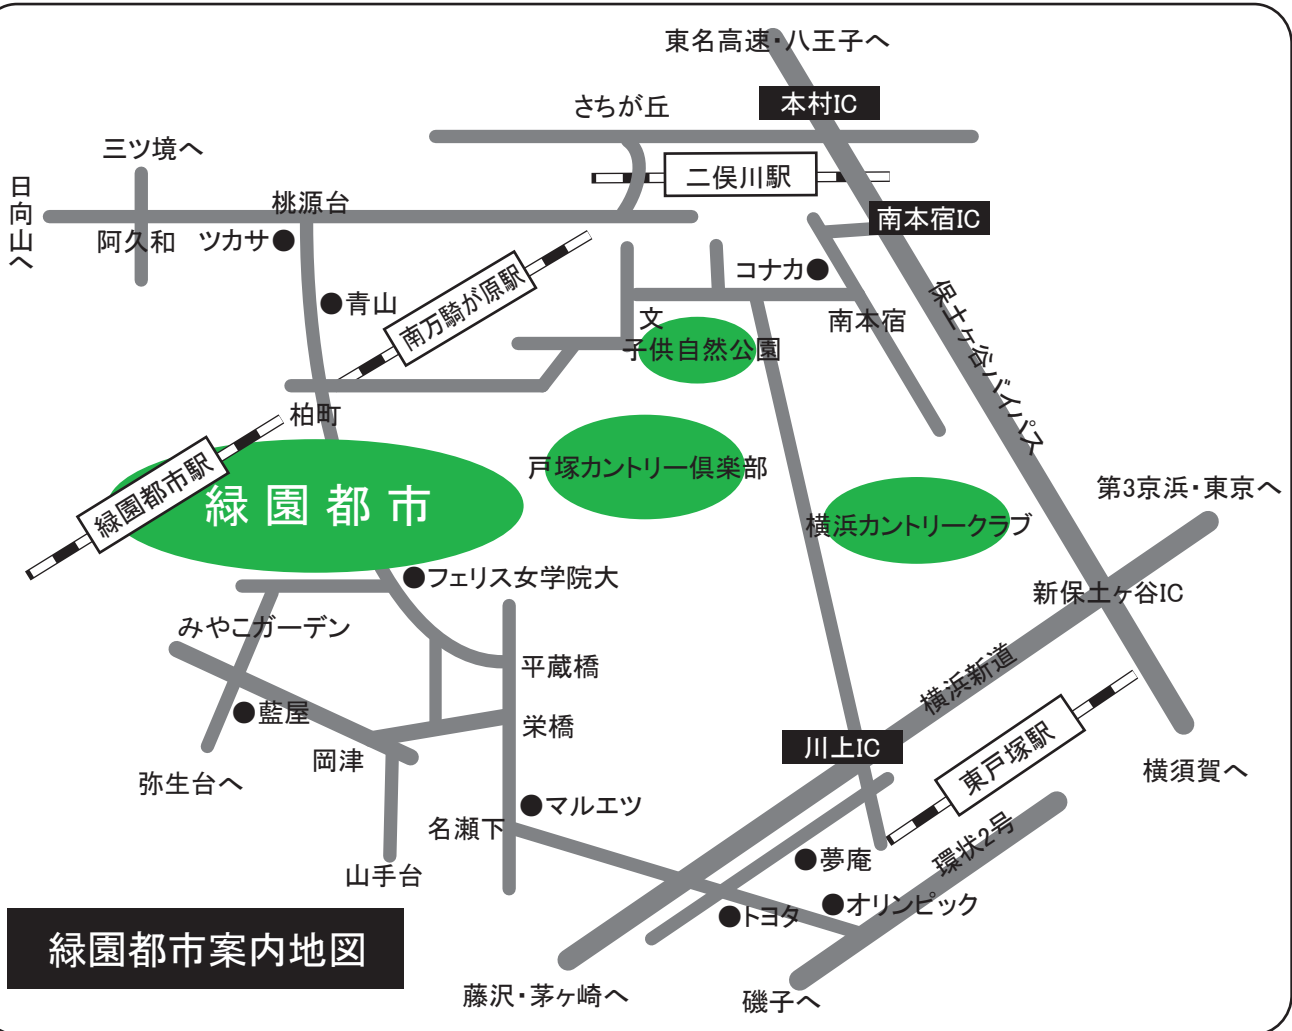 東名高速・八王子へ
さちが丘
本村IC
三ツ境へ
二俣川駅
日向山へ
桃源台
南本宿IC
阿久和
ツカサ
コナカ
南万騎が原駅
青山
保土ヶ谷バイパス
文
南本宿
子供自然公園
柏町
緑園都市駅
緑園都市
戸塚カントリー倶楽部
横浜カントリークラブ
第3京浜・東京へ
フェリス女学院大
新保土ヶ谷IC
みやこガーデン
平蔵橋
横浜新道
藍屋
栄橋
岡津
川上IC
東戸塚駅
横須賀へ
弥生台へ
マルエツ
名瀬下
環状2号
夢庵
山手台
オリンピック
トヨタ
緑園都市案内地図
藤沢・茅ヶ崎へ
磯子へ